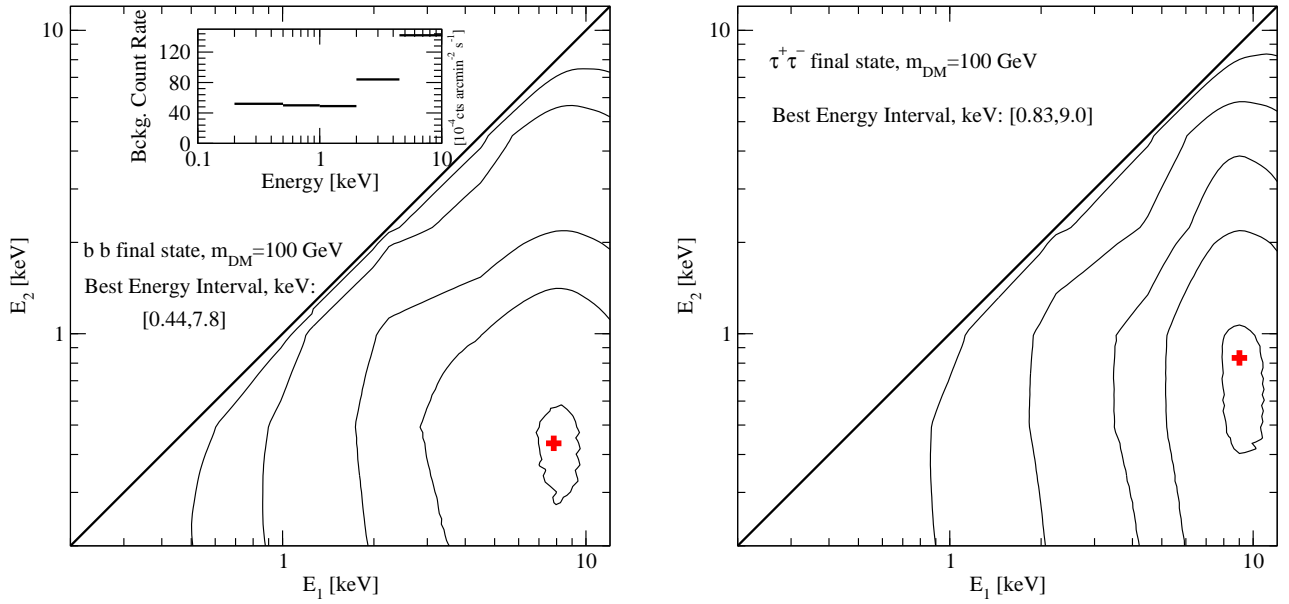 120
80
40
0
0.1
1
10
Bckg. Count Rate
[10^-4 cts arcmin^-2 s^-1]
Energy [keV]
b b final state, m_DM=100 GeV
Best Energy Interval, keV:
[0.44,7.8]
10
1
E_2 [keV]
1
10
E_1 [keV]
τ^+τ^- final state, m_DM=100 GeV
Best Energy Interval, keV: [0.83,9.0]
10
1
E_2 [keV]
1
10
E_1 [keV]